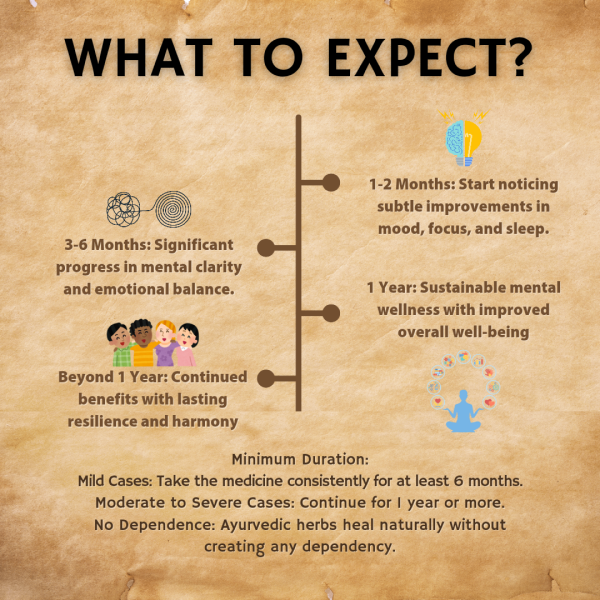 WHAT TO EXPECT?
1-2 Months: Start noticing
subtle improvements in
mood, focus, and sleep.
3-6 Months: Significant
progress in mental clarity
and emotional balance.
1 Year: Sustainable mental
wellness with improved
overall well-being
Beyond 1 Year: Continued
benefits with lasting
resilience and harmony
Minimum Duration:
Mild Cases: Take the medicine consistently for at least 6 months.
Moderate to Severe Cases: Continue for 1 year or more.
No Dependence: Ayurvedic herbs heal naturally without
creating any dependency.